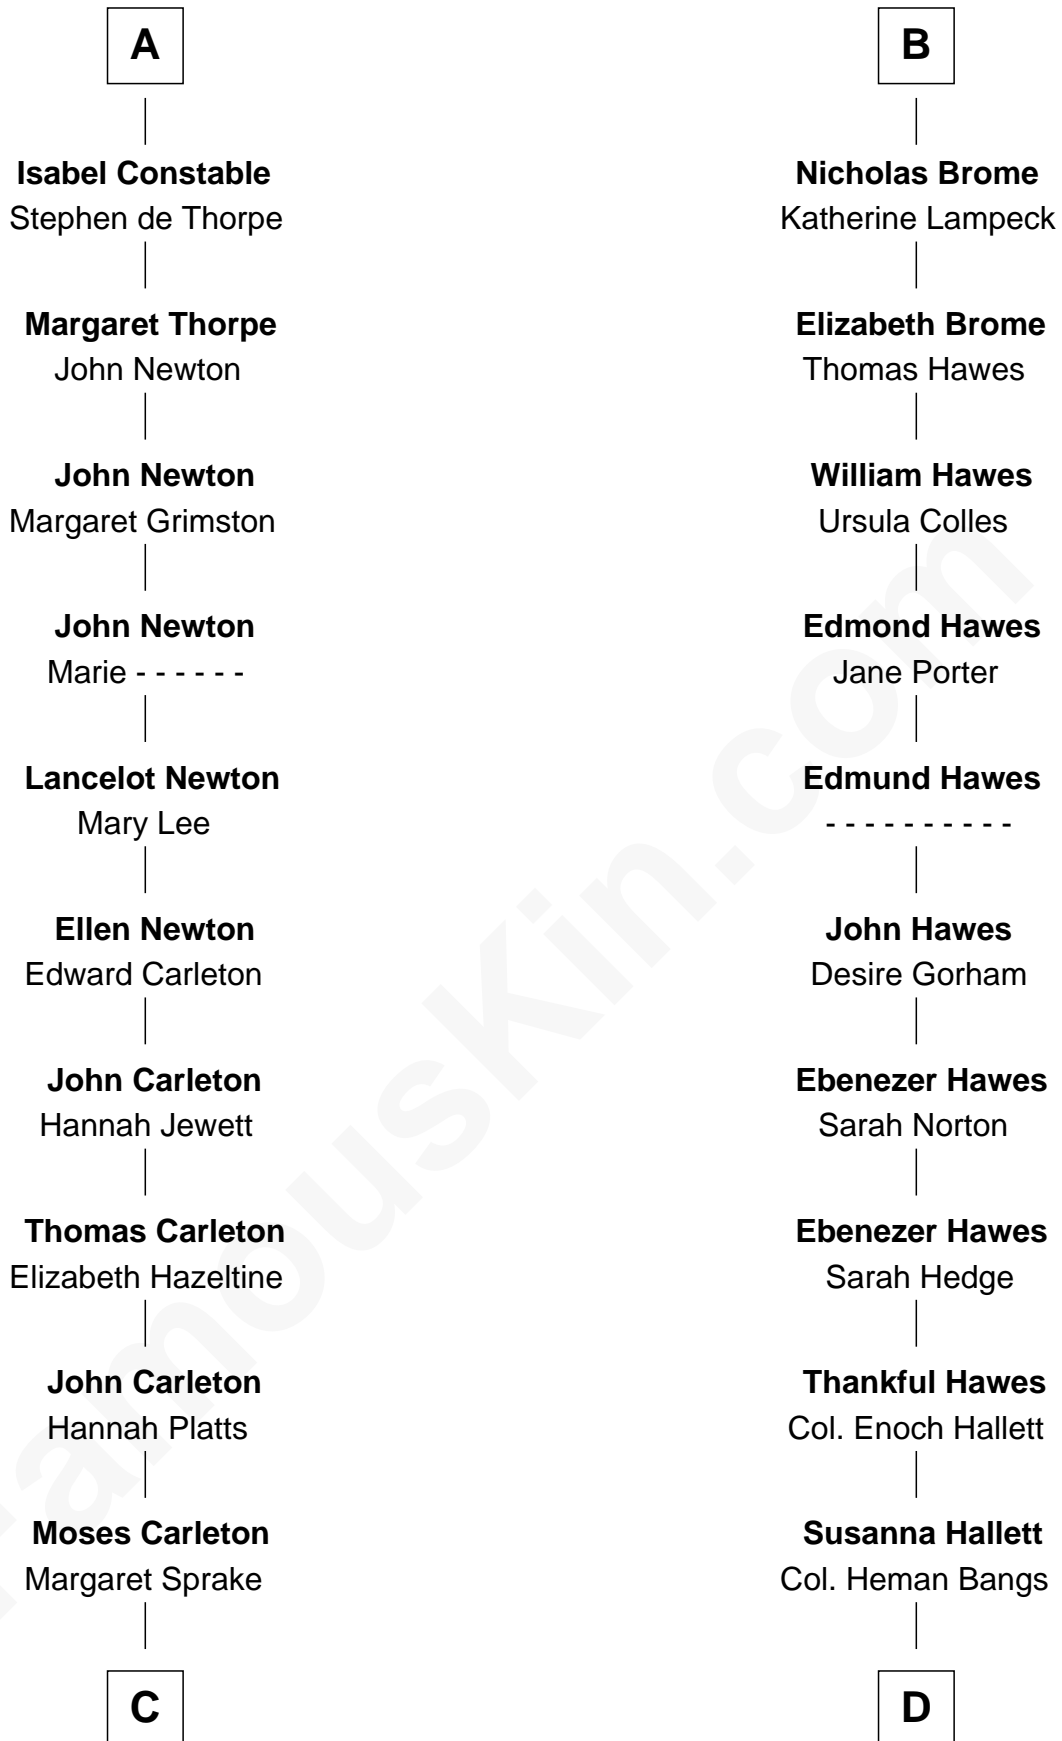 A
Isabel Constable
Stephen de Thorpe
Margaret Thorpe
John Newton
John Newton
Margaret Grimston
John Newton
Marie - - - - - -
Lancelot Newton
Mary Lee
Ellen Newton
Edward Carleton
John Carleton
Hannah Jewett
Thomas Carleton
Elizabeth Hazeltine
John Carleton
Hannah Platts
Moses Carleton
Margaret Sprake
C
B
Nicholas Brome
Katherine Lampeck
Elizabeth Brome
Thomas Hawes
William Hawes
Ursula Colles
Edmond Hawes
Jane Porter
Edmund Hawes
- - - - - - - - - -
John Hawes
Desire Gorham
Ebenezer Hawes
Sarah Norton
Ebenezer Hawes
Sarah Hedge
Thankful Hawes
Col. Enoch Hallett
Susanna Hallett
Col. Heman Bangs
D
FamousKin.com